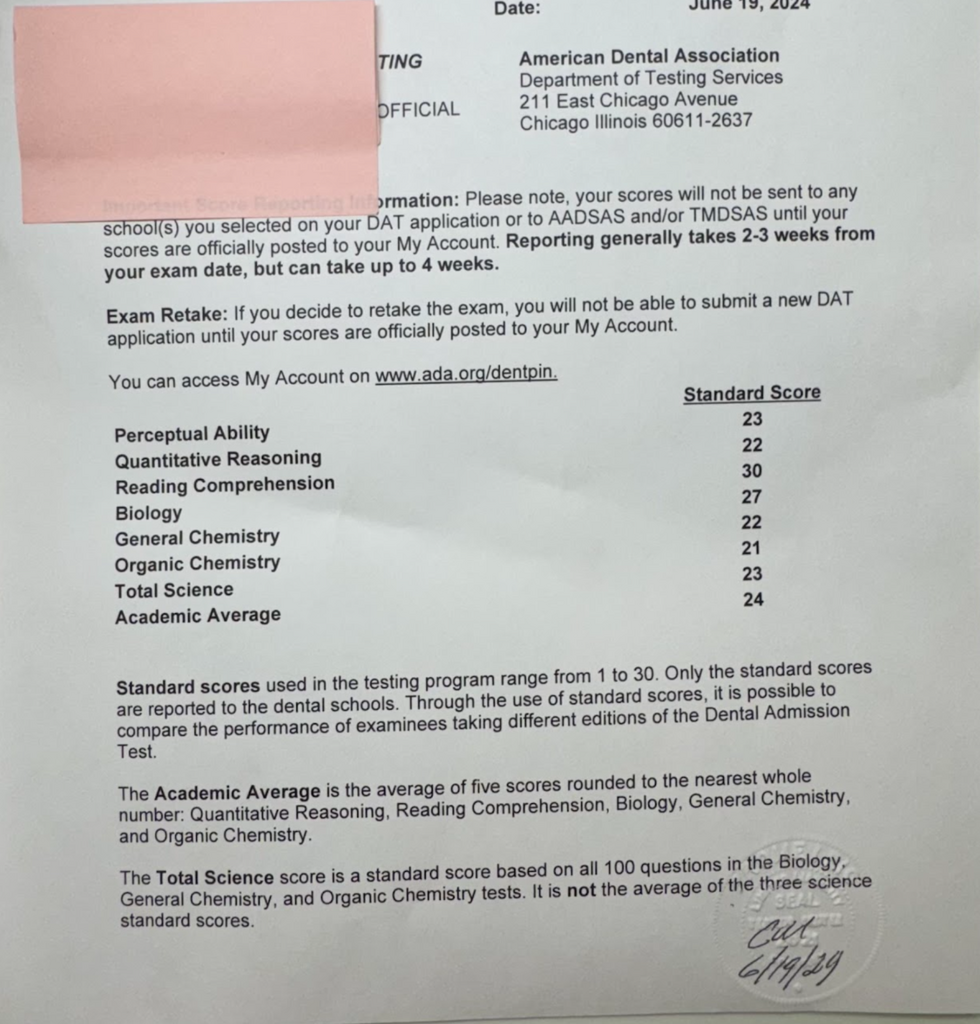 Date: June 19, 2024
TING American Dental Association
Department of Testing Services
OFFICIAL 211 East Chicago Avenue
Chicago Illinois 60611-2637
Important Score Reporting Information: Please note, your scores will not be sent to any
school(s) you selected on your DAT application or to AADSAS and/or TMDSAS until your
scores are officially posted to your My Account. Reporting generally takes 2-3 weeks from
your exam date, but can take up to 4 weeks.
Exam Retake: If you decide to retake the exam, you will not be able to submit a new DAT
application until your scores are officially posted to your My Account.
You can access My Account on www.ada.org/dentpin.
Standard Score
Perceptual Ability 23
Quantitative Reasoning 22
Reading Comprehension 30
Biology 27
General Chemistry 22
Organic Chemistry 21
Total Science 23
Academic Average 24
Standard scores used in the testing program range from 1 to 30. Only the standard scores
are reported to the dental schools. Through the use of standard scores, it is possible to
compare the performance of examinees taking different editions of the Dental Admission
Test.
The Academic Average is the average of five scores rounded to the nearest whole
number: Quantitative Reasoning, Reading Comprehension, Biology, General Chemistry,
and Organic Chemistry.
The Total Science score is a standard score based on all 100 questions in the Biology,
General Chemistry, and Organic Chemistry tests. It is not the average of the three science
standard scores.
SEAL
6/19/24